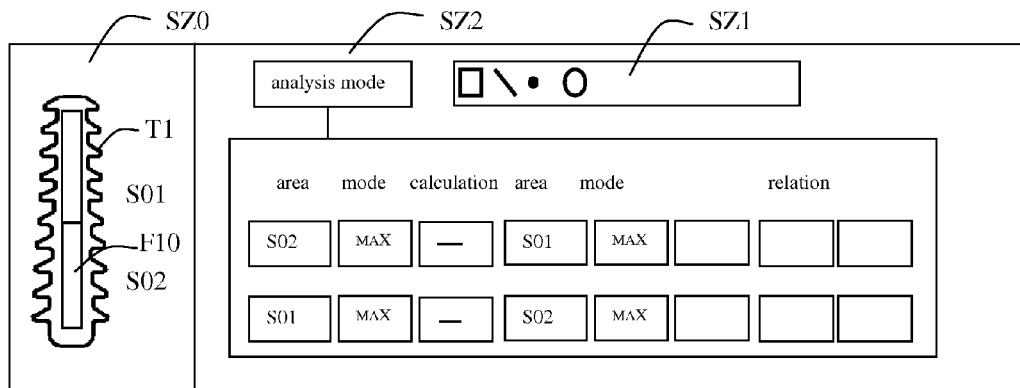 SZ0 SZ2 SZ1
analysis mode
T1
S01
F10
S02
area mode calculation area mode relation
S02 MAX — S01 MAX
S01 MAX — S02 MAX